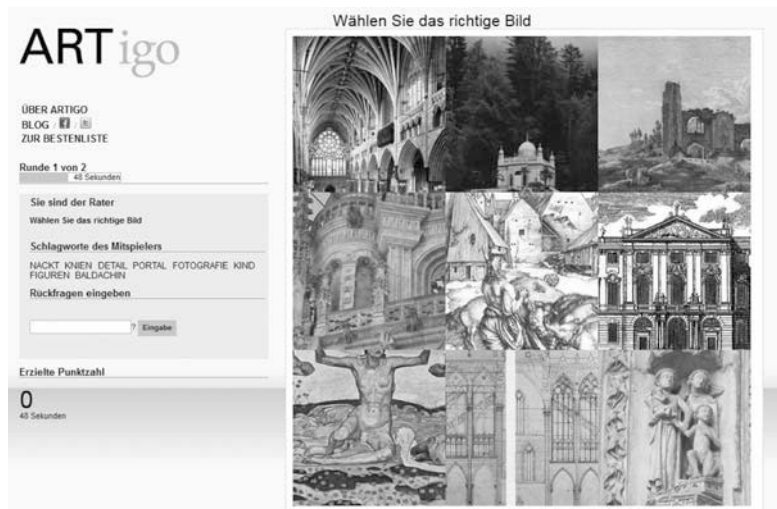 Wählen Sie das richtige Bild
ARTigo
ÜBER ARTIGO
BLOG / /
ZUR BESTENLISTE
Runde 1 von 2
48 Sekunden
Sie sind der Rater
Wählen Sie das richtige Bild
Schlagworte des Mitspielers
NACKT KNIEN DETAIL PORTAL FOTOGRAFIE KIND
FIGUREN BALDACHIN
Rückfragen eingeben
? Eingabe
Erzielte Punktzahl
0
48 Sekunden